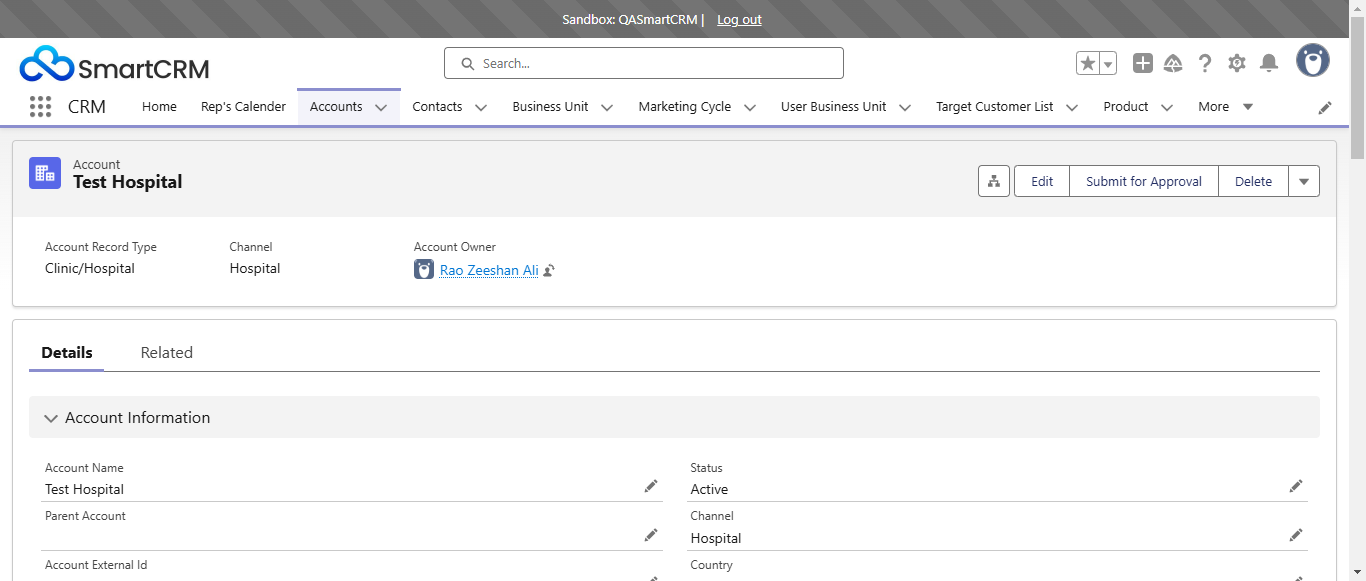 Sandbox: QASmartCRM | Log out
SmartCRM
Search...
CRM Home Rep's Calender Accounts Contacts Business Unit Marketing Cycle User Business Unit Target Customer List Product More
Account
Test Hospital
Edit Submit for Approval Delete
Account Record Type Channel Account Owner
Clinic/Hospital Hospital Rao Zeeshan Ali
Details Related
Account Information
Account Name Status
Test Hospital Active
Parent Account Channel
Hospital
Account External Id Country